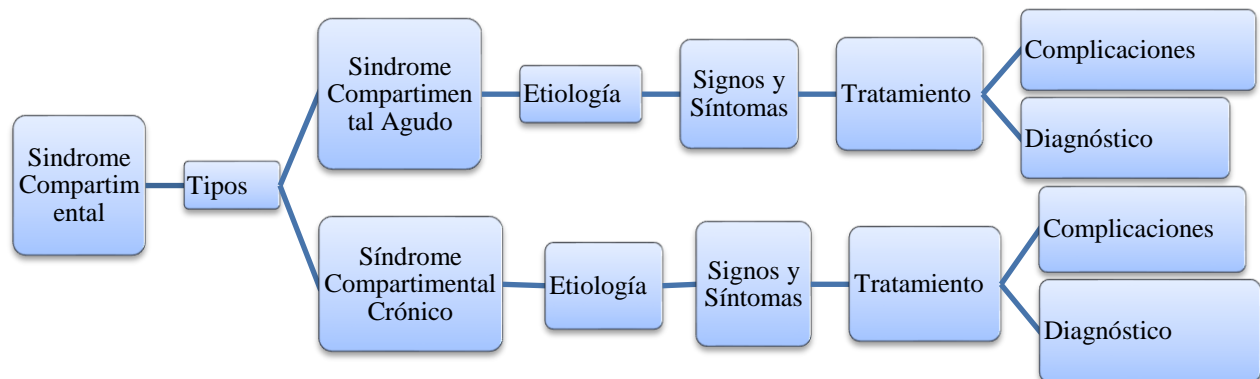 Sindrome
Compartim
ental
Tipos
Sindrome
Compartimen
tal Agudo
Etiología
Signos y
Síntomas
Tratamiento
Complicaciones
Diagnóstico
Síndrome
Compartimental
Crónico
Etiología
Signos y
Síntomas
Tratamiento
Complicaciones
Diagnóstico